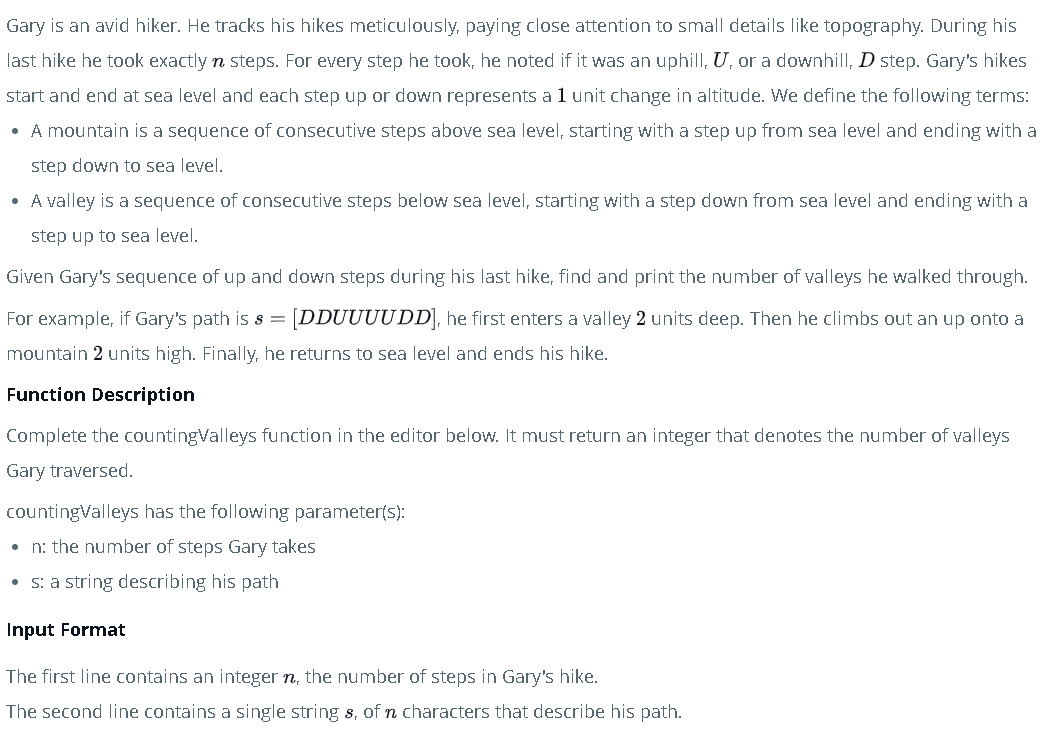 Gary is an avid hiker. He tracks his hikes meticulously, paying close attention to small details like topography. During his
last hike he took exactly n steps. For every step he took, he noted if it was an uphill, U, or a downhill, D step. Gary's hikes
start and end at sea level and each step up or down represents a 1 unit change in altitude. We define the following terms:
• A mountain is a sequence of consecutive steps above sea level, starting with a step up from sea level and ending with a
step down to sea level.
• A valley is a sequence of consecutive steps below sea level, starting with a step down from sea level and ending with a
step up to sea level.
Given Gary's sequence of up and down steps during his last hike, find and print the number of valleys he walked through.
For example, if Gary's path is s = [DDUUUUDD], he first enters a valley 2 units deep. Then he climbs out an up onto a
mountain 2 units high. Finally, he returns to sea level and ends his hike.
Function Description
Complete the countingValleys function in the editor below. It must return an integer that denotes the number of valleys
Gary traversed.
countingValleys has the following parameter(s):
• n: the number of steps Gary takes
• s: a string describing his path
Input Format
The first line contains an integer n, the number of steps in Gary's hike.
The second line contains a single string s, of n characters that describe his path.